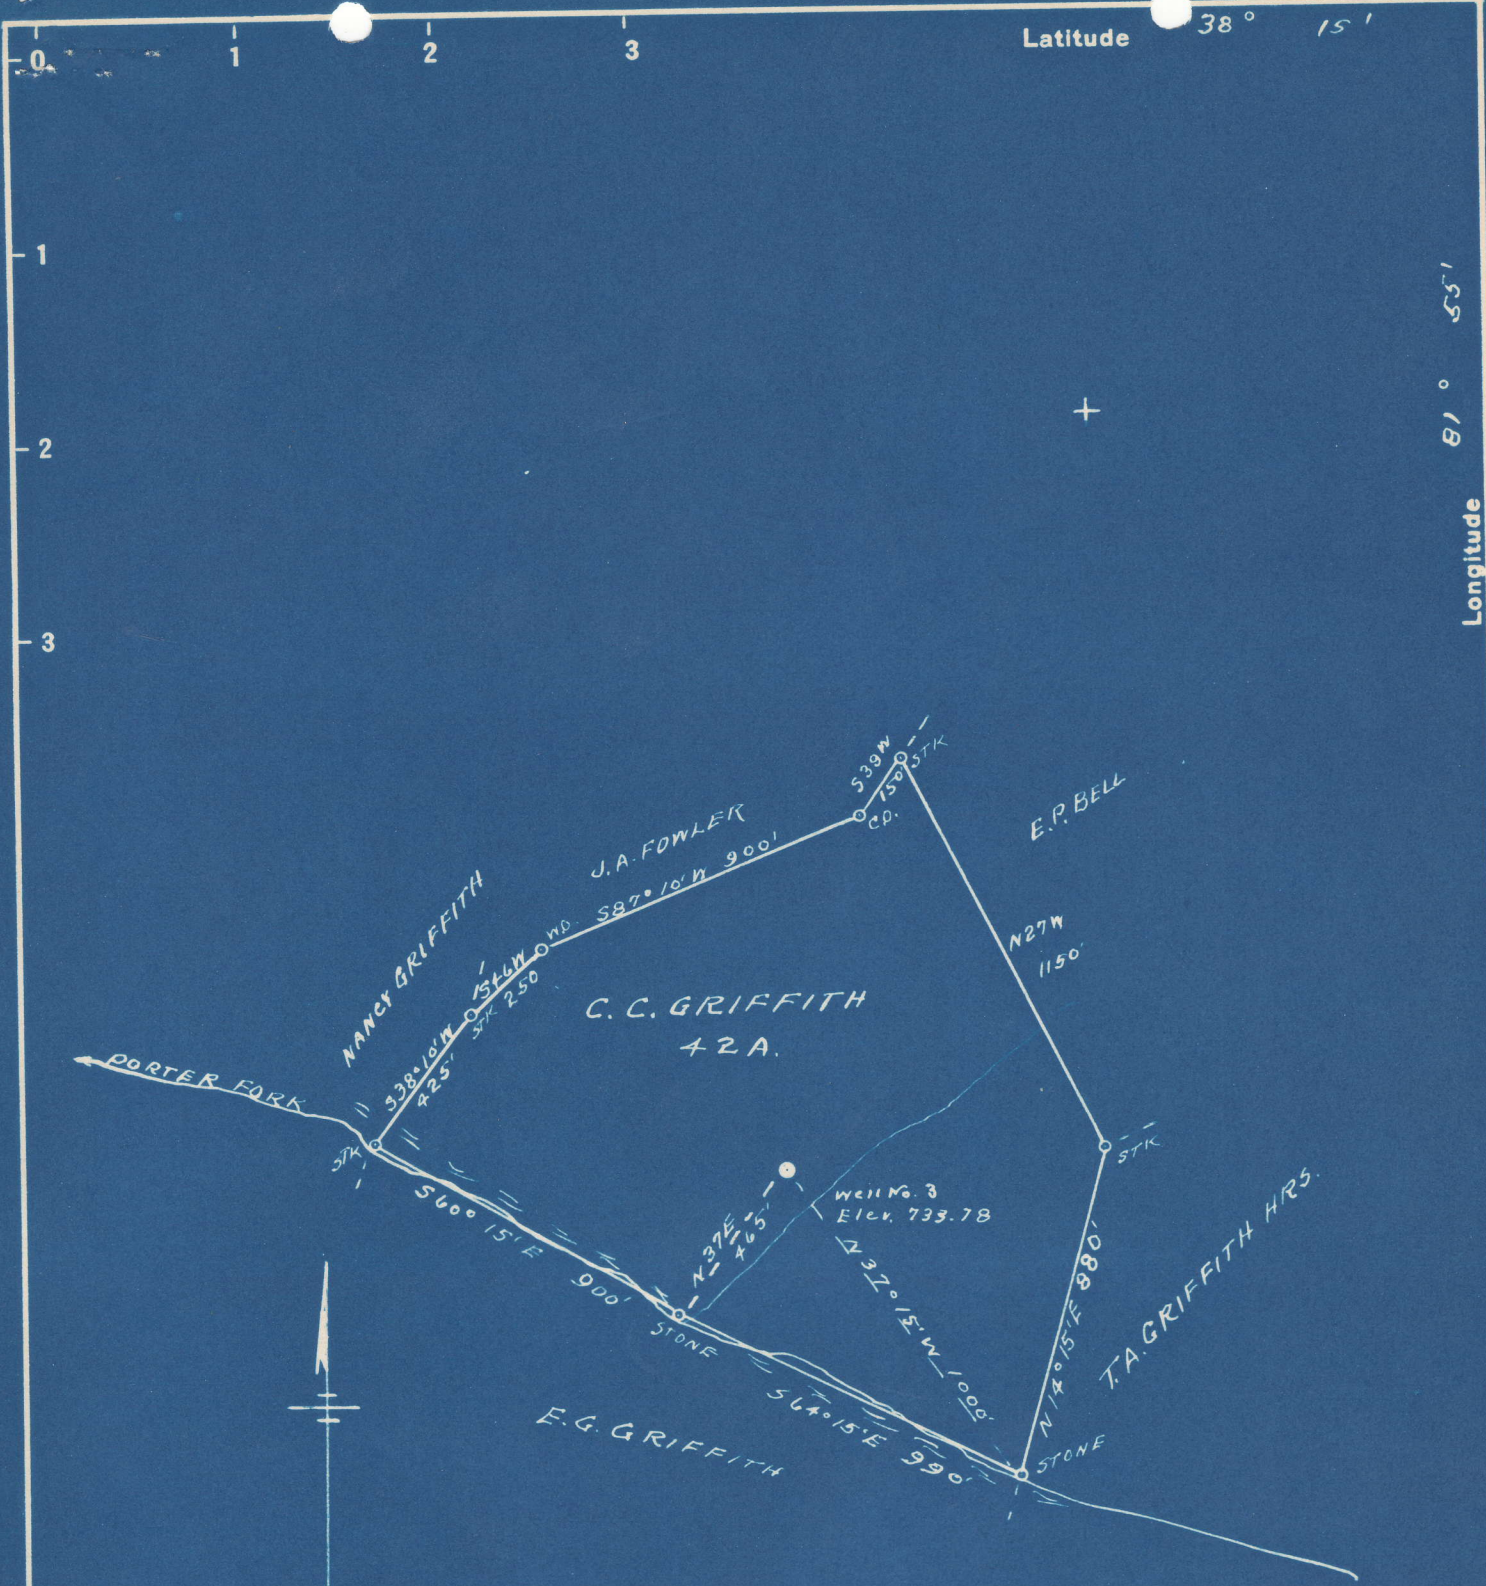 Latitude 38° 15'
0 1 2 3
1
2
3
81° 55'
Longitude
S39W
150'
STK
C.O.
E.P. BELL
J.A. FOWLER
S87°10'W 900'
W.O.
NANCY GRIFFITH
S46W
STK 250'
N27W
1150'
C.C. GRIFFITH
42A.
S38°10'W
425'
PORTER FORK
STK
STK
Well No. 3
Elev. 733.78
N37E
465'
S60°15'E
900'
N37°15'W 1000'
N14°15'E 880'
T.A. GRIFFITH HRS.
STONE
S64°15'E 990'
E.G. GRIFFITH
STONE